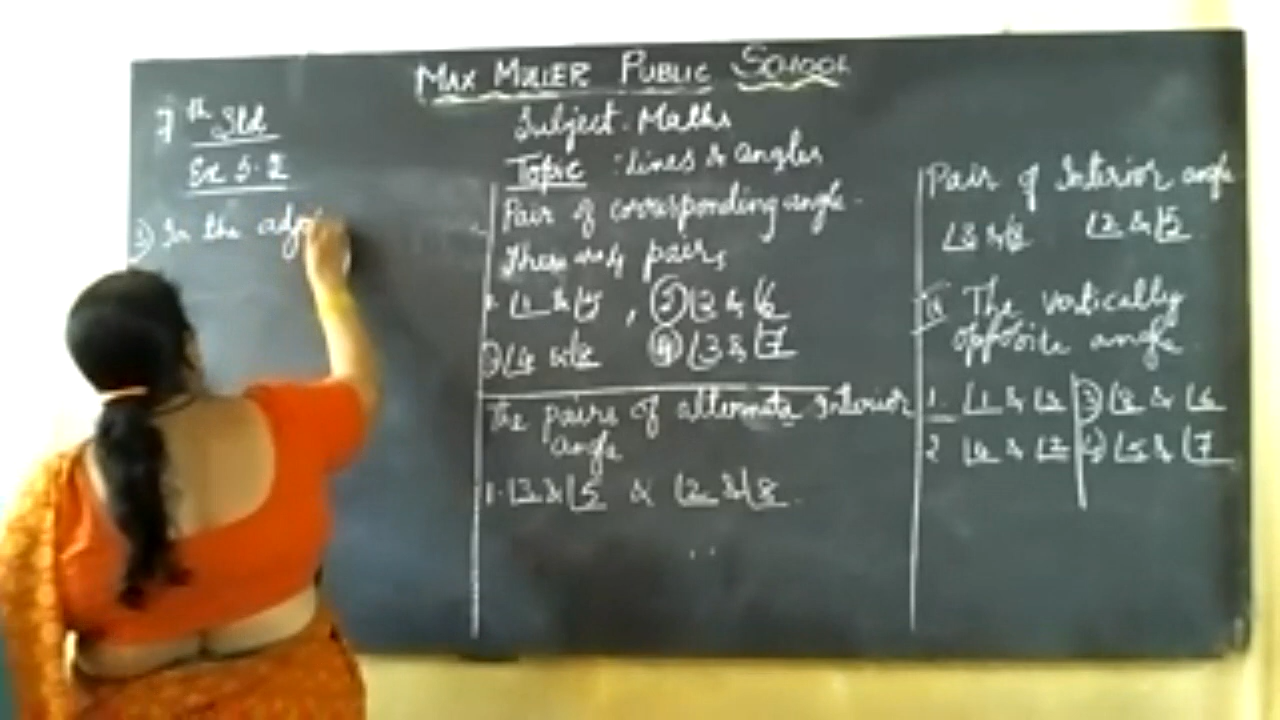 MAX MULLER PUBLIC SCHOOL
7th Std
Ex 5.2
3) In the adj
Subject. Maths
Topic : lines & angles
Pair of corresponding angle.
There are 4 pairs
1. ∠1 & ∠5 , ② ∠2 & ∠6
③ ∠4 & ∠8 ④ ∠3 & ∠7
The pairs of alternate Interior
angle
1. ∠3 & ∠5 & ∠2 & ∠8.
Pair of Interior angle
∠3 & ∠8 ∠2 & ∠5
The vertically
opposite angle
1. ∠1 & ∠3 3) ∠8 & ∠6
2 ∠4 & ∠2 4) ∠5 & ∠7